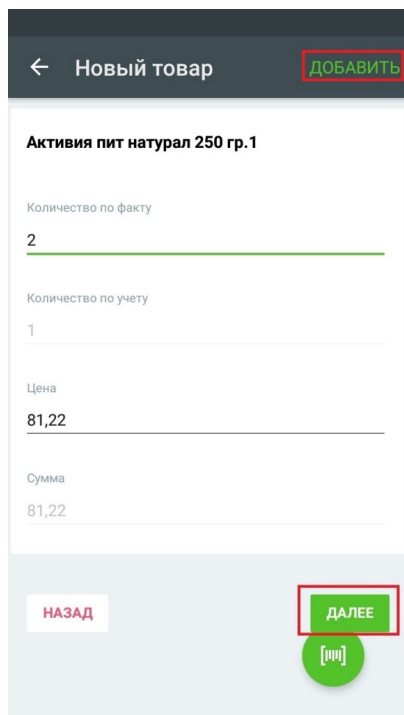 Новый товар ДОБАВИТЬ
Активия пит натурал 250 гр.1
Количество по факту
2
Количество по учету
1
Цена
81,22
Сумма
81,22
НАЗАД ДАЛЕЕ